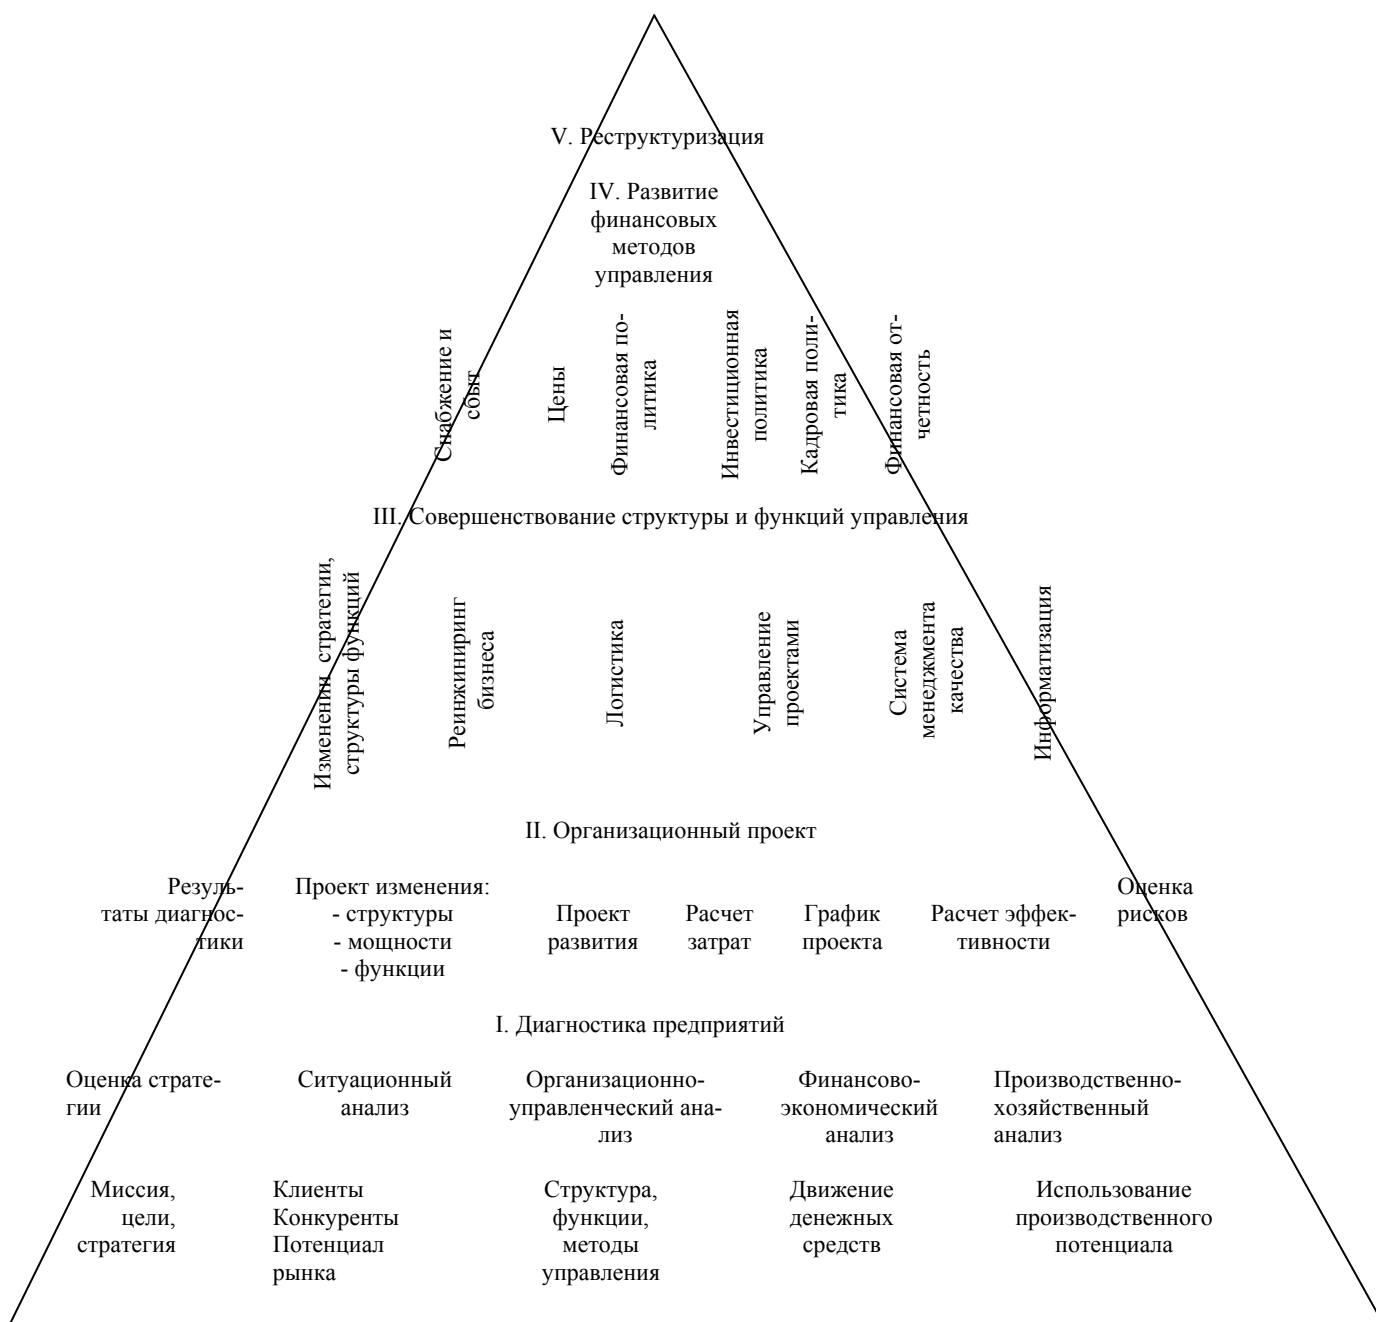 V. Реструктуризация
IV. Развитие
финансовых
методов
управления
Снабжение и
сбыт
Цены
Финансовая по-
литика
Инвестиционная
политика
Кадровая поли-
тика
Финансовая от-
четность
III. Совершенствование структуры и функций управления
Изменении стратегии,
структуры функций
Реинжиниринг
бизнеса
Логистика
Управление
проектами
Система
менеджмента
качества
Информатизация
II. Организационный проект
Резуль-
таты диагнос-
тики
Проект изменения:
- структуры
- мощности
- функции
Проект
развития
Расчет
затрат
График
проекта
Расчет эффек-
тивности
Оценка
рисков
I. Диагностика предприятий
Оценка страте-
гии
Ситуационный
анализ
Организационно-
управленческий ана-
лиз
Финансово-
экономический
анализ
Производственно-
хозяйственный
анализ
Миссия,
цели,
стратегия
Клиенты
Конкуренты
Потенциал
рынка
Структура,
функции,
методы
управления
Движение
денежных
средств
Использование
производственного
потенциала